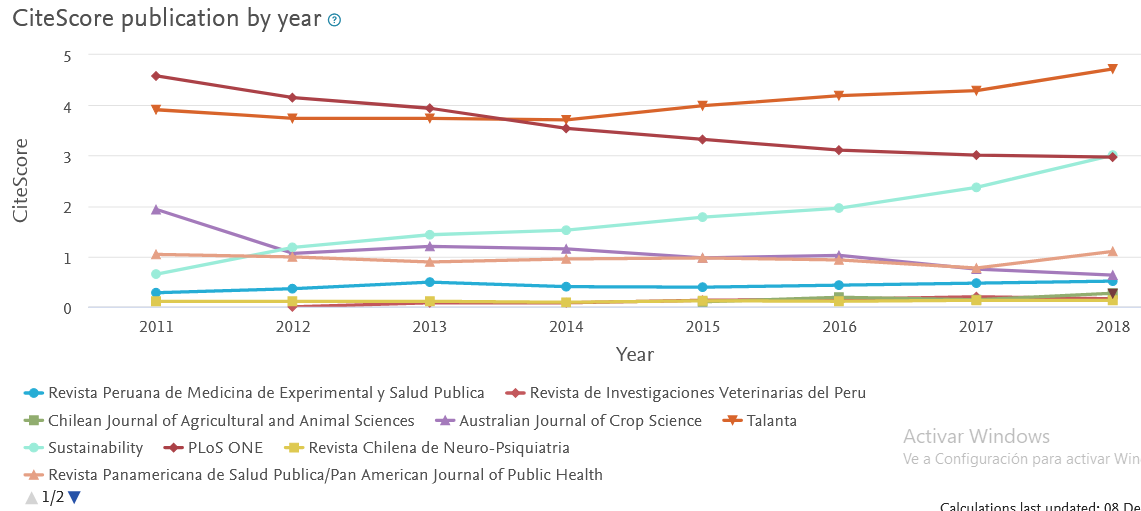 CiteScore publication by year ?
5
4
3
2
1
0
CiteScore
2011 2012 2013 2014 2015 2016 2017 2018
Year
Revista Peruana de Medicina de Experimental y Salud Publica Revista de Investigaciones Veterinarias del Peru
Chilean Journal of Agricultural and Animal Sciences Australian Journal of Crop Science Talanta
Sustainability PLoS ONE Revista Chilena de Neuro-Psiquiatria
Revista Panamericana de Salud Publica/Pan American Journal of Public Health
1/2
Activar Windows
Ve a Configuración para activar Win
Calculations last updated: 08 De